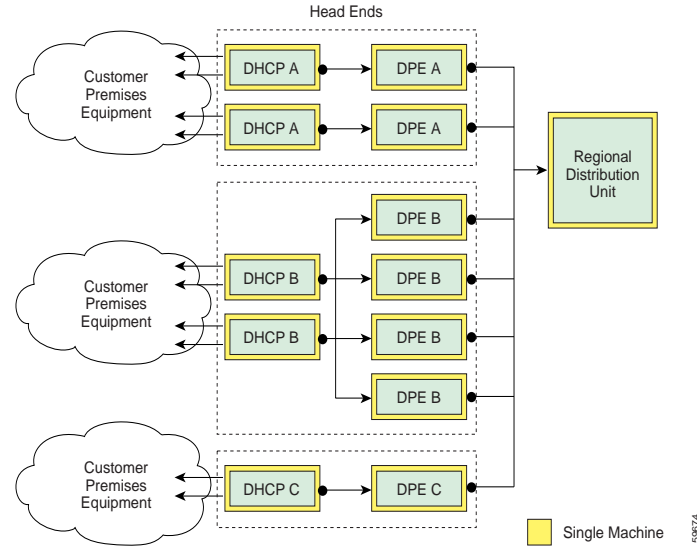 Head Ends
Customer
Premises
Equipment
DHCP A
DPE A
DHCP A
DPE A
Regional
Distribution
Unit
DPE B
Customer
Premises
Equipment
DHCP B
DPE B
DHCP B
DPE B
DPE B
Customer
Premises
Equipment
DHCP C
DPE C
Single Machine
59674